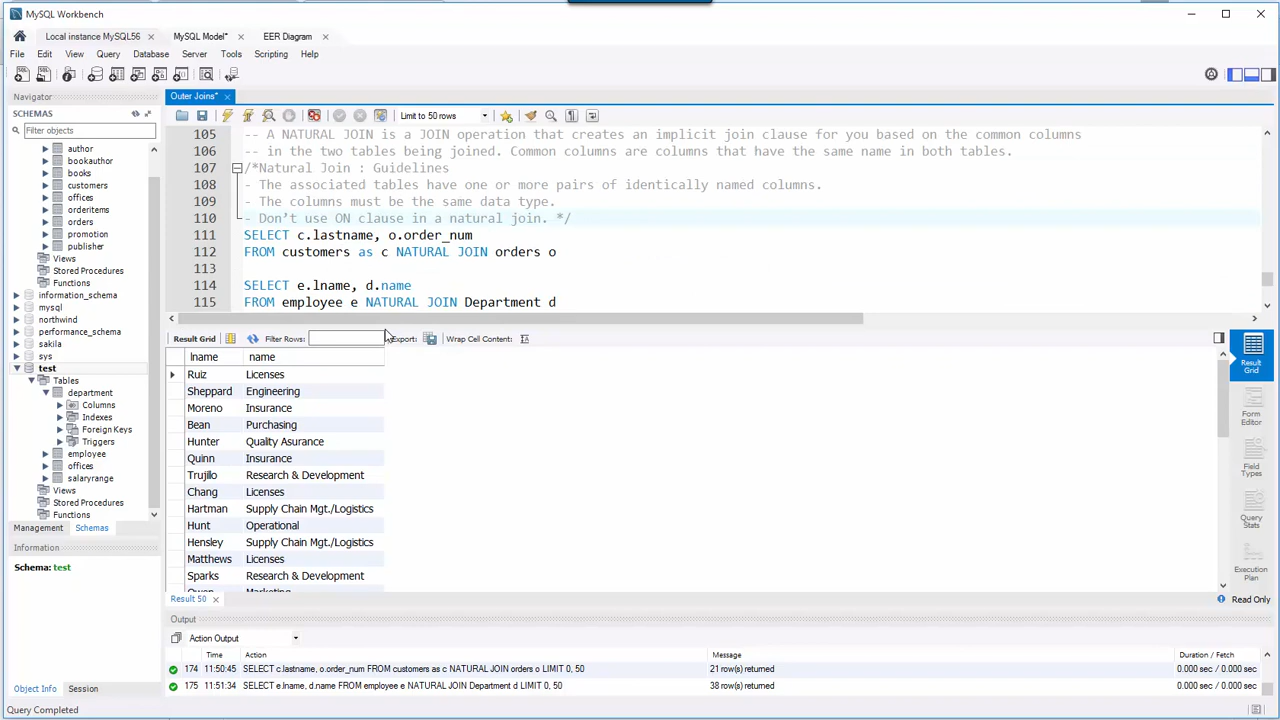 MySQL Workbench
Local instance MySQL56 MySQL Model* EER Diagram
File Edit View Query Database Server Tools Scripting Help
Navigator
Outer Joins*
SCHEMAS
Limit to 50 rows
Filter objects
author
bookauthor
books
customers
offices
orderitems
orders
promotion
publisher
Views
Stored Procedures
Functions
information_schema
mysql
northwind
performance_schema
sakila
sys
test
Tables
department
Columns
Indexes
Foreign Keys
Triggers
employee
offices
salaryrange
Views
Stored Procedures
Functions
Management Schemas
Information
Schema: test
Object Info Session
105 -- A NATURAL JOIN is a JOIN operation that creates an implicit join clause for you based on the common columns
106 -- in the two tables being joined. Common columns are columns that have the same name in both tables.
107 /*Natural Join : Guidelines
108 - The associated tables have one or more pairs of identically named columns.
109 - The columns must be the same data type.
110 - Don’t use ON clause in a natural join. */
111 SELECT c.lastname, o.order_num
112 FROM customers as c NATURAL JOIN orders o
113
114 SELECT e.lname, d.name
115 FROM employee e NATURAL JOIN Department d
Result Grid Filter Rows: Export: Wrap Cell Content:
lname name
Ruiz Licenses
Sheppard Engineering
Moreno Insurance
Bean Purchasing
Hunter Quality Asurance
Quinn Insurance
Trujillo Research & Development
Chang Licenses
Hartman Supply Chain Mgt./Logistics
Hunt Operational
Hensley Supply Chain Mgt./Logistics
Matthews Licenses
Sparks Research & Development
Owen Marketing
Result Grid
Form Editor
Field Types
Query Stats
Execution Plan
Result 50
Read Only
Output
Action Output
Time Action Message Duration / Fetch
174 11:50:45 SELECT c.lastname, o.order_num FROM customers as c NATURAL JOIN orders o LIMIT 0, 50 21 row(s) returned 0.000 sec / 0.000 sec
175 11:51:34 SELECT e.lname, d.name FROM employee e NATURAL JOIN Department d LIMIT 0, 50 38 row(s) returned 0.000 sec / 0.000 sec
Query Completed